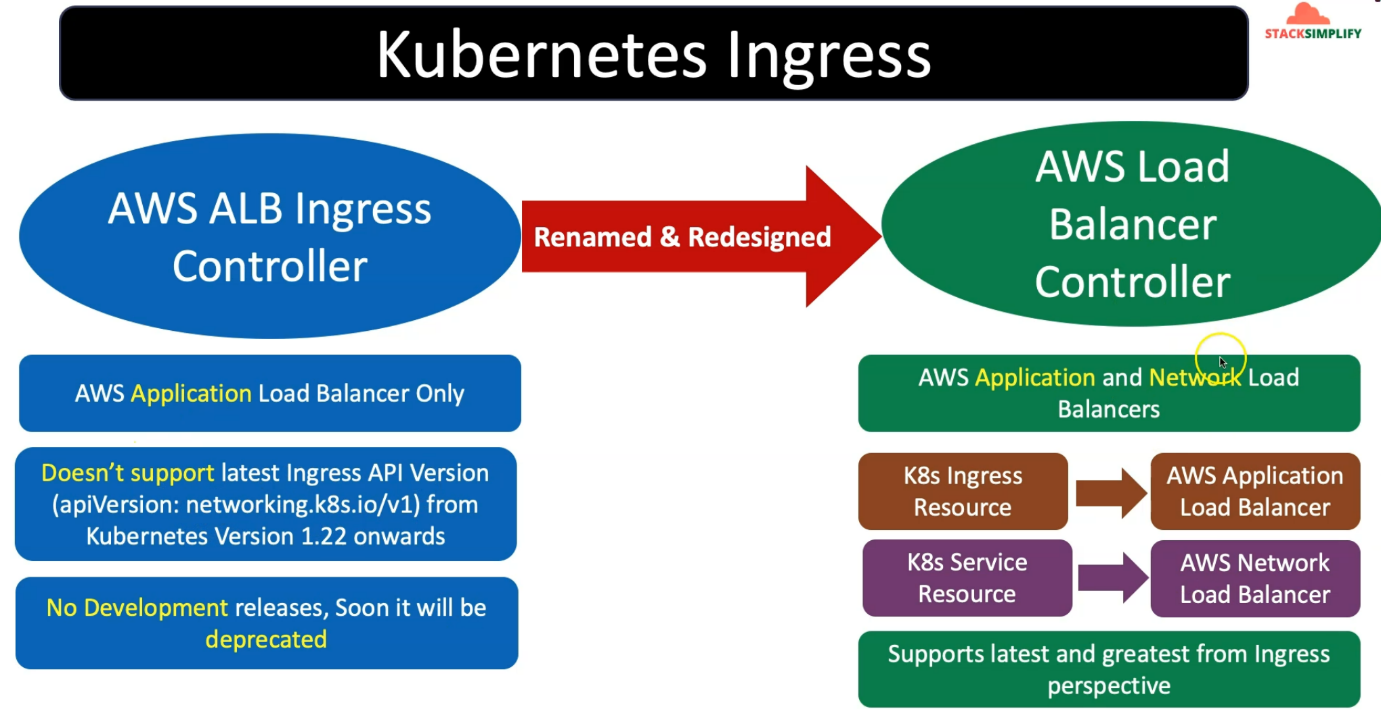 Kubernetes Ingress
STACKSIMPLIFY
AWS ALB Ingress
Controller
Renamed & Redesigned
AWS Load
Balancer
Controller
AWS Application Load Balancer Only
Doesn't support latest Ingress API Version
(apiVersion: networking.k8s.io/v1) from
Kubernetes Version 1.22 onwards
No Development releases, Soon it will be
deprecated
AWS Application and Network Load
Balancers
K8s Ingress
Resource
AWS Application
Load Balancer
K8s Service
Resource
AWS Network
Load Balancer
Supports latest and greatest from Ingress
perspective